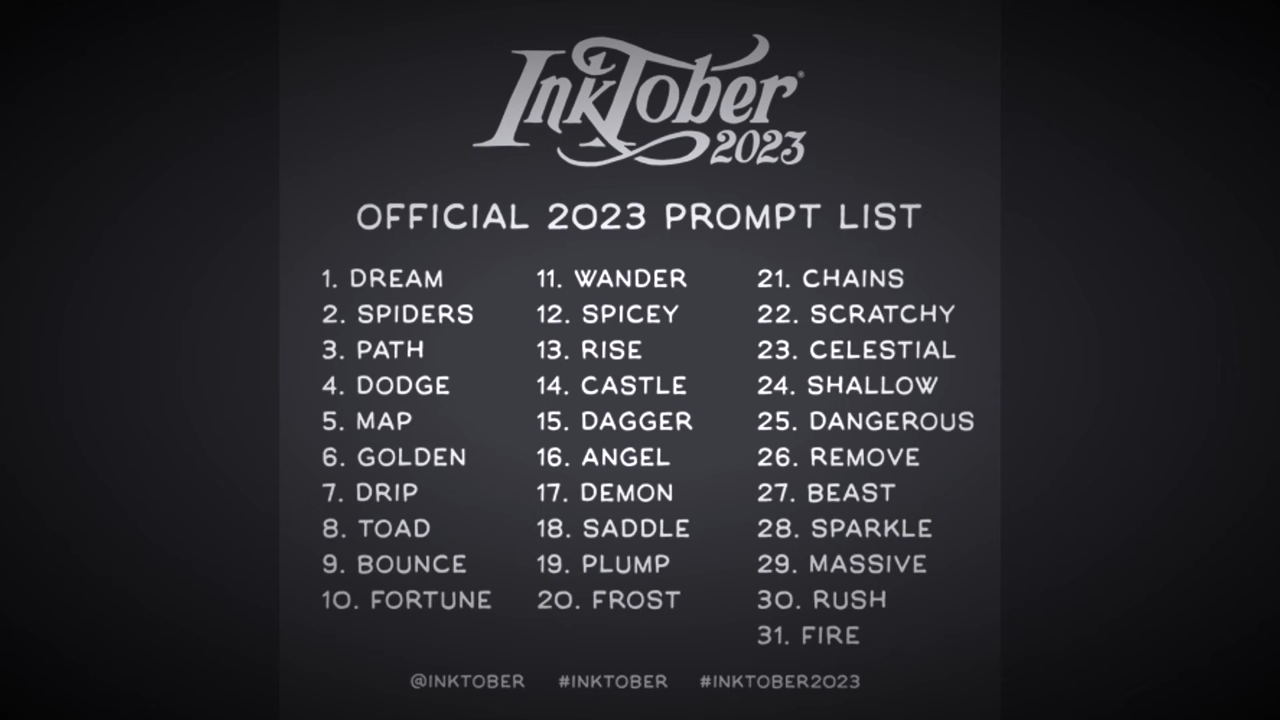 InkTober®
2023
OFFICIAL 2023 PROMPT LIST
1. DREAM
2. SPIDERS
3. PATH
4. DODGE
5. MAP
6. GOLDEN
7. DRIP
8. TOAD
9. BOUNCE
10. FORTUNE
11. WANDER
12. SPICEY
13. RISE
14. CASTLE
15. DAGGER
16. ANGEL
17. DEMON
18. SADDLE
19. PLUMP
20. FROST
21. CHAINS
22. SCRATCHY
23. CELESTIAL
24. SHALLOW
25. DANGEROUS
26. REMOVE
27. BEAST
28. SPARKLE
29. MASSIVE
30. RUSH
31. FIRE
@INKTOBER #INKTOBER #INKTOBER2023